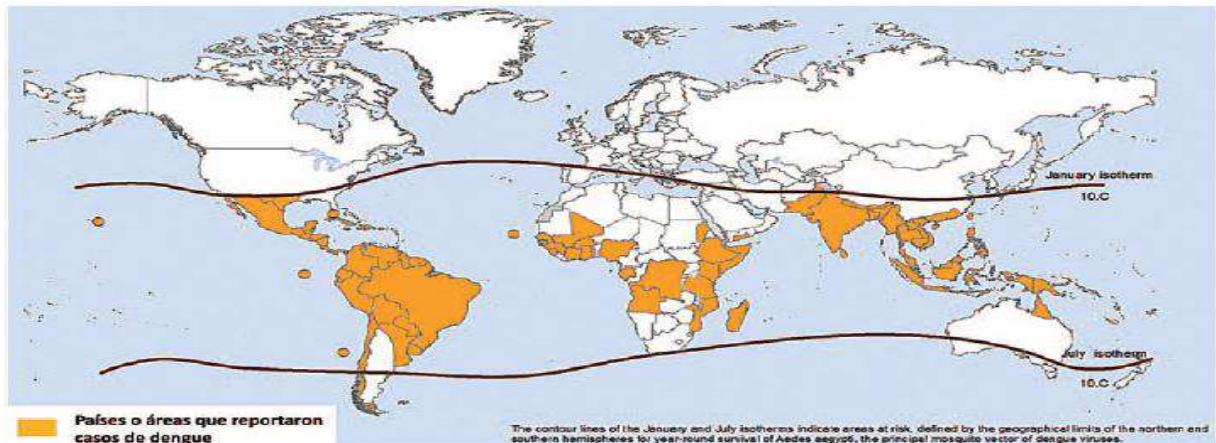 January isotherm
10.C
July isotherm
10.C
Países o áreas que reportaron
casos de dengue
The contour lines of the January and July isotherms indicate areas at risk, defined by the geographical limits of the northern and
southern hemispheres for year-round survival of Aedes aegypti, the principal mosquito vector of dengue viruses.